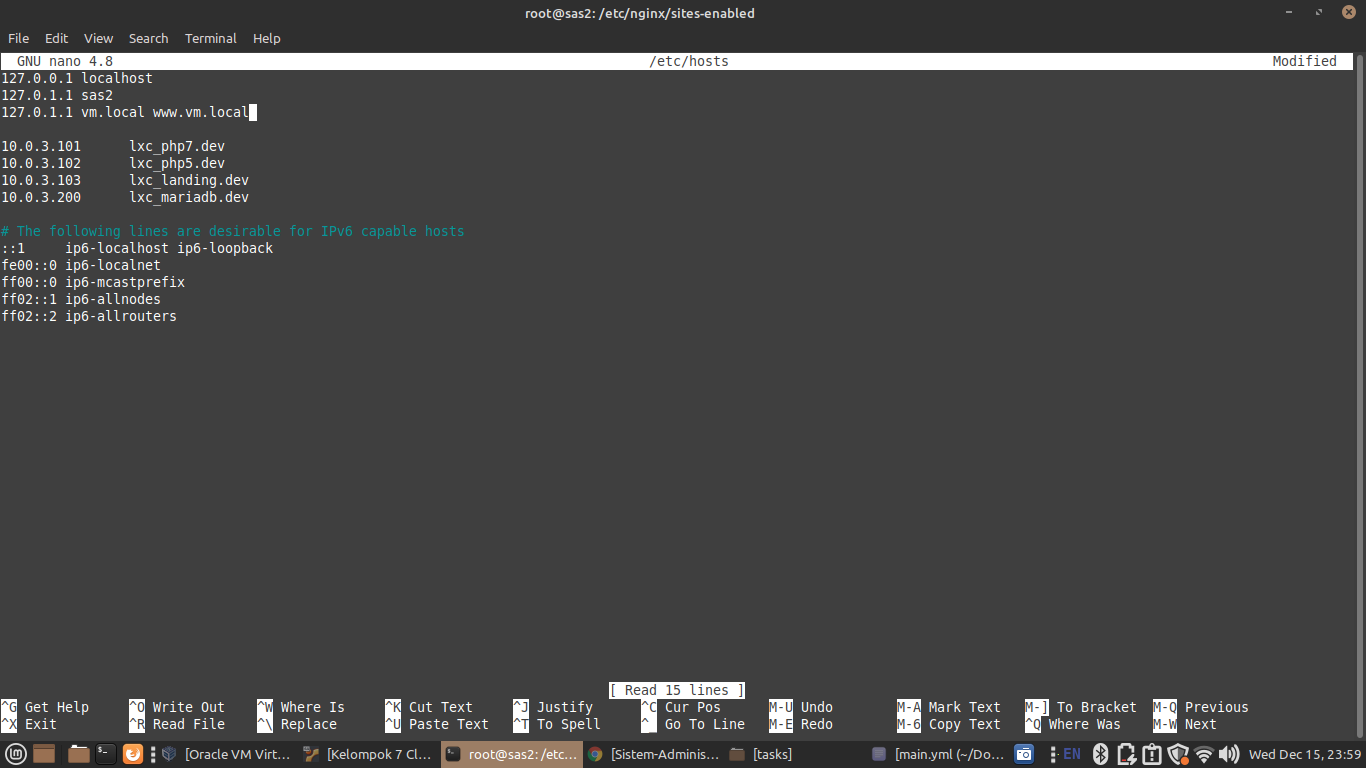 root@sas2: /etc/nginx/sites-enabled
File Edit View Search Terminal Help
GNU nano 4.8 /etc/hosts Modified
127.0.0.1 localhost
127.0.1.1 sas2
127.0.1.1 vm.local www.vm.local
10.0.3.101 lxc_php7.dev
10.0.3.102 lxc_php5.dev
10.0.3.103 lxc_landing.dev
10.0.3.200 lxc_mariadb.dev
# The following lines are desirable for IPv6 capable hosts
::1 ip6-localhost ip6-loopback
fe00::0 ip6-localnet
ff00::0 ip6-mcastprefix
ff02::1 ip6-allnodes
ff02::2 ip6-allrouters
[ Read 15 lines ]
^G Get Help ^O Write Out ^W Where Is ^K Cut Text ^J Justify ^C Cur Pos M-U Undo M-A Mark Text M-] To Bracket M-Q Previous
^X Exit ^R Read File ^\ Replace ^U Paste Text ^T To Spell ^_ Go To Line M-E Redo M-6 Copy Text ^Q Where Was M-W Next
[Oracle VM Virt... [Kelompok 7 Cl... root@sas2: /etc... [Sistem-Adminis... [tasks] [main.yml (~/Do... EN Wed Dec 15, 23:59